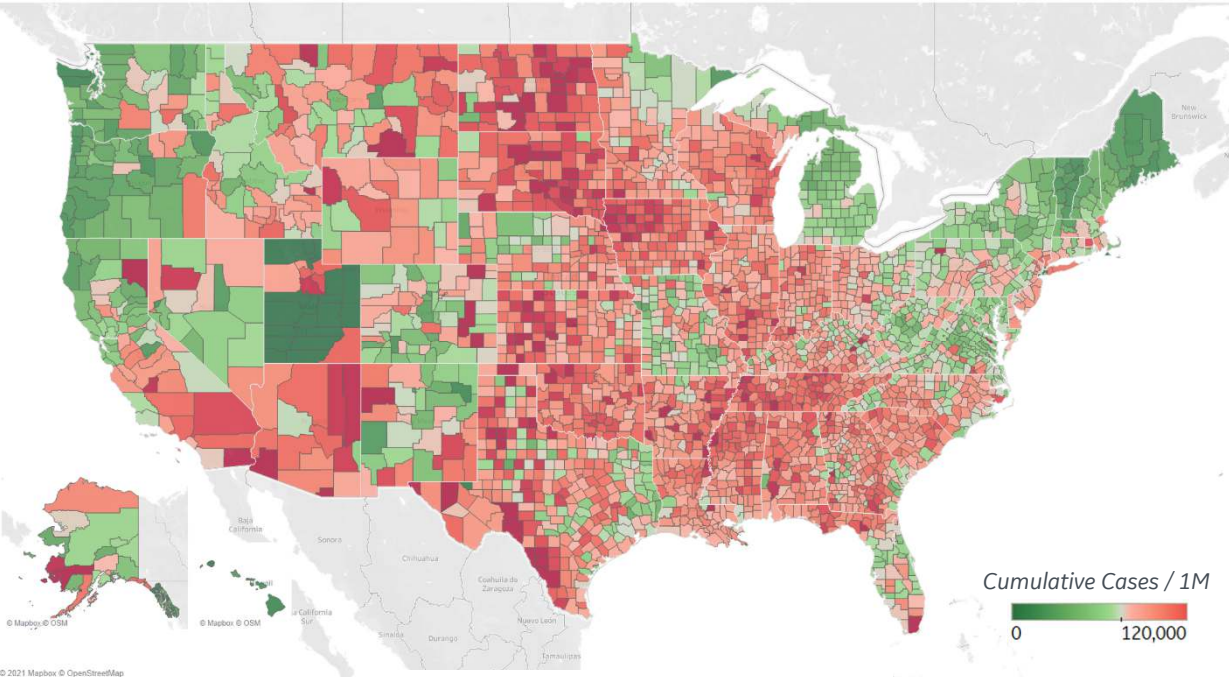 New
Brunswick
Baja
California
Sonora
Chihuahua
Coahuila de
Zaragoza
Nuevo León
Sinaloa
Durango
Tamaulipas
a California
Sur
© Mapbox © OSM
© Mapbox © OSM
Cumulative Cases / 1M
0
120,000
© 2021 Mapbox © OpenStreetMap